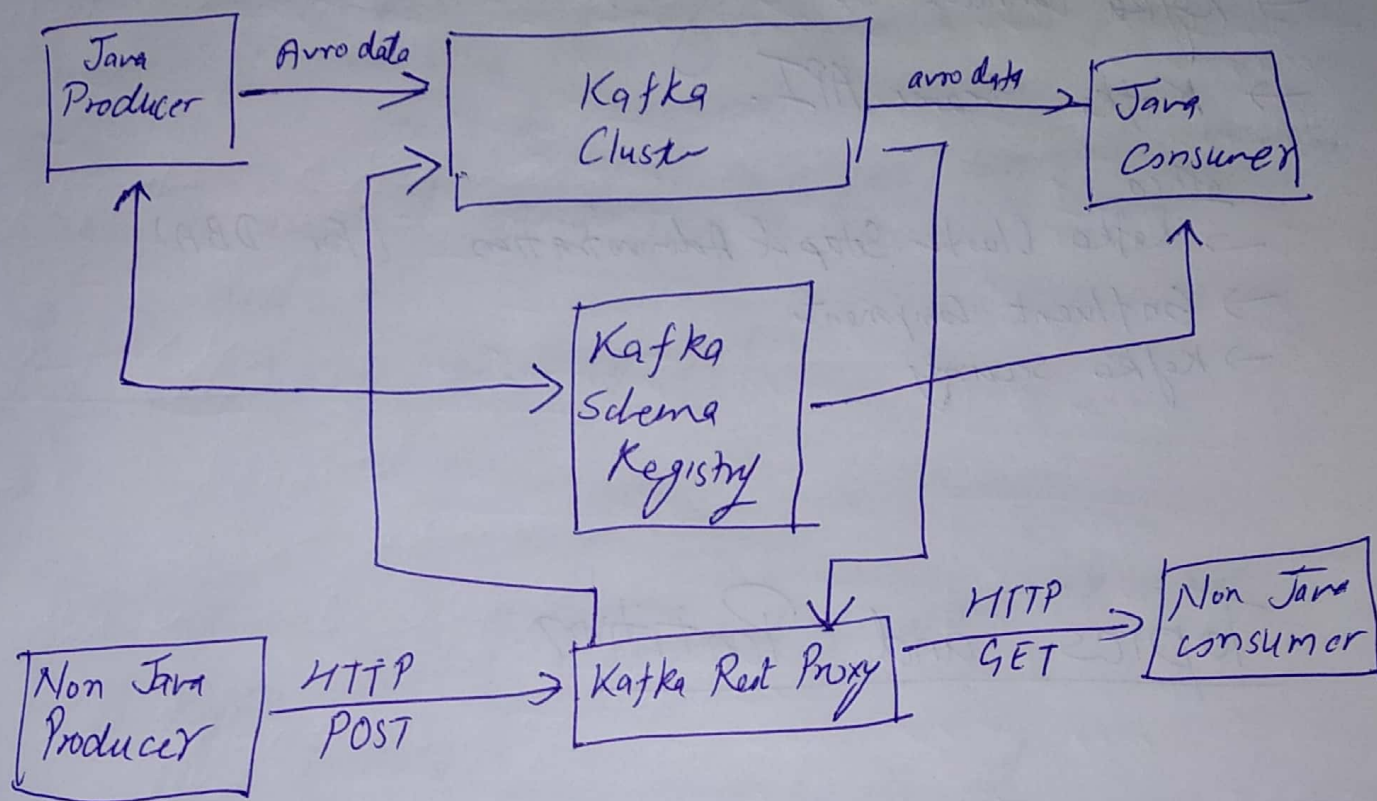 Java
Producer
Avro data
Kafka
Cluster
avro data
Java
Consumer
Kafka
Schema
Registry
Non Java
Producer
HTTP
POST
Kafka Rest Proxy
HTTP
GET
Non Java
consumer